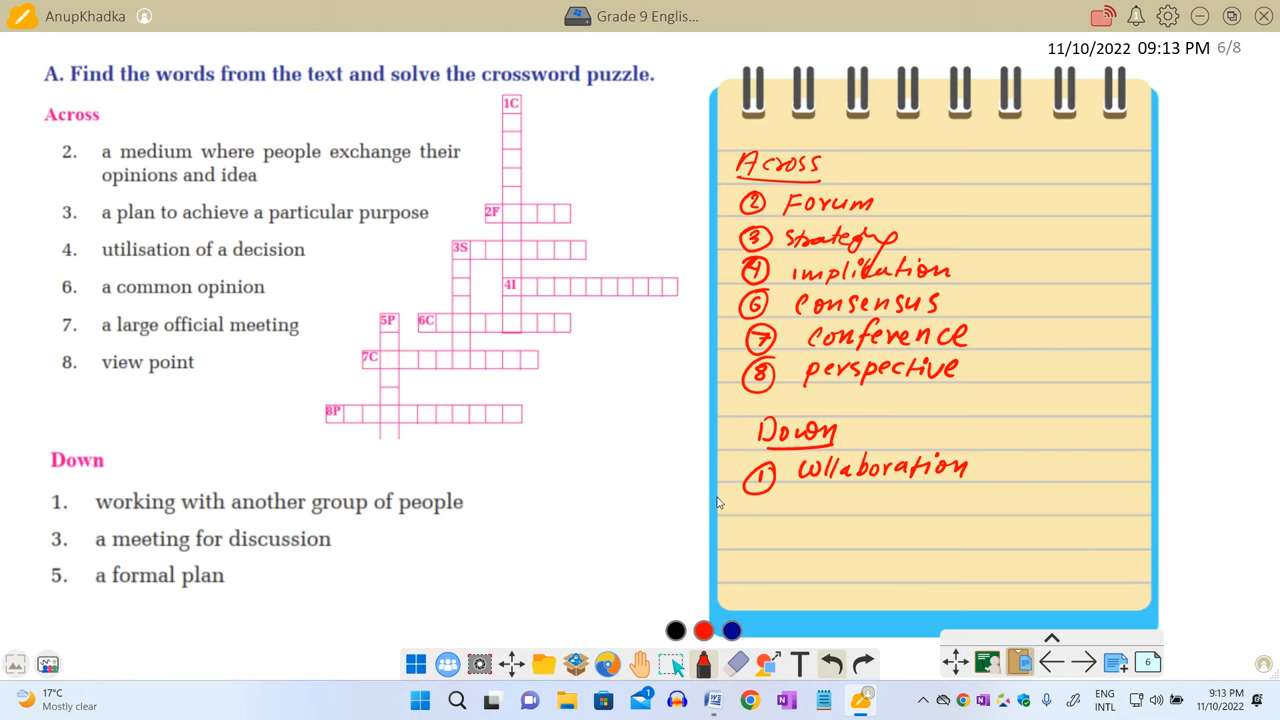 AnupKhadka
Grade 9 Englis...
11/10/2022 09:13 PM 6/8
A. Find the words from the text and solve the crossword puzzle.
Across
2. a medium where people exchange their
opinions and idea
3. a plan to achieve a particular purpose
4. utilisation of a decision
6. a common opinion
7. a large official meeting
8. view point
1C
2F
3S
4I
5P 6C
7C
8P
Down
1. working with another group of people
3. a meeting for discussion
5. a formal plan
Across
2 Forum
3 strategy
4 implication
6 consensus
7 conference
8 perspective
Down
1 collaboration
6
17°C
Mostly clear
1
ENG
INTL
9:13 PM
11/10/2022